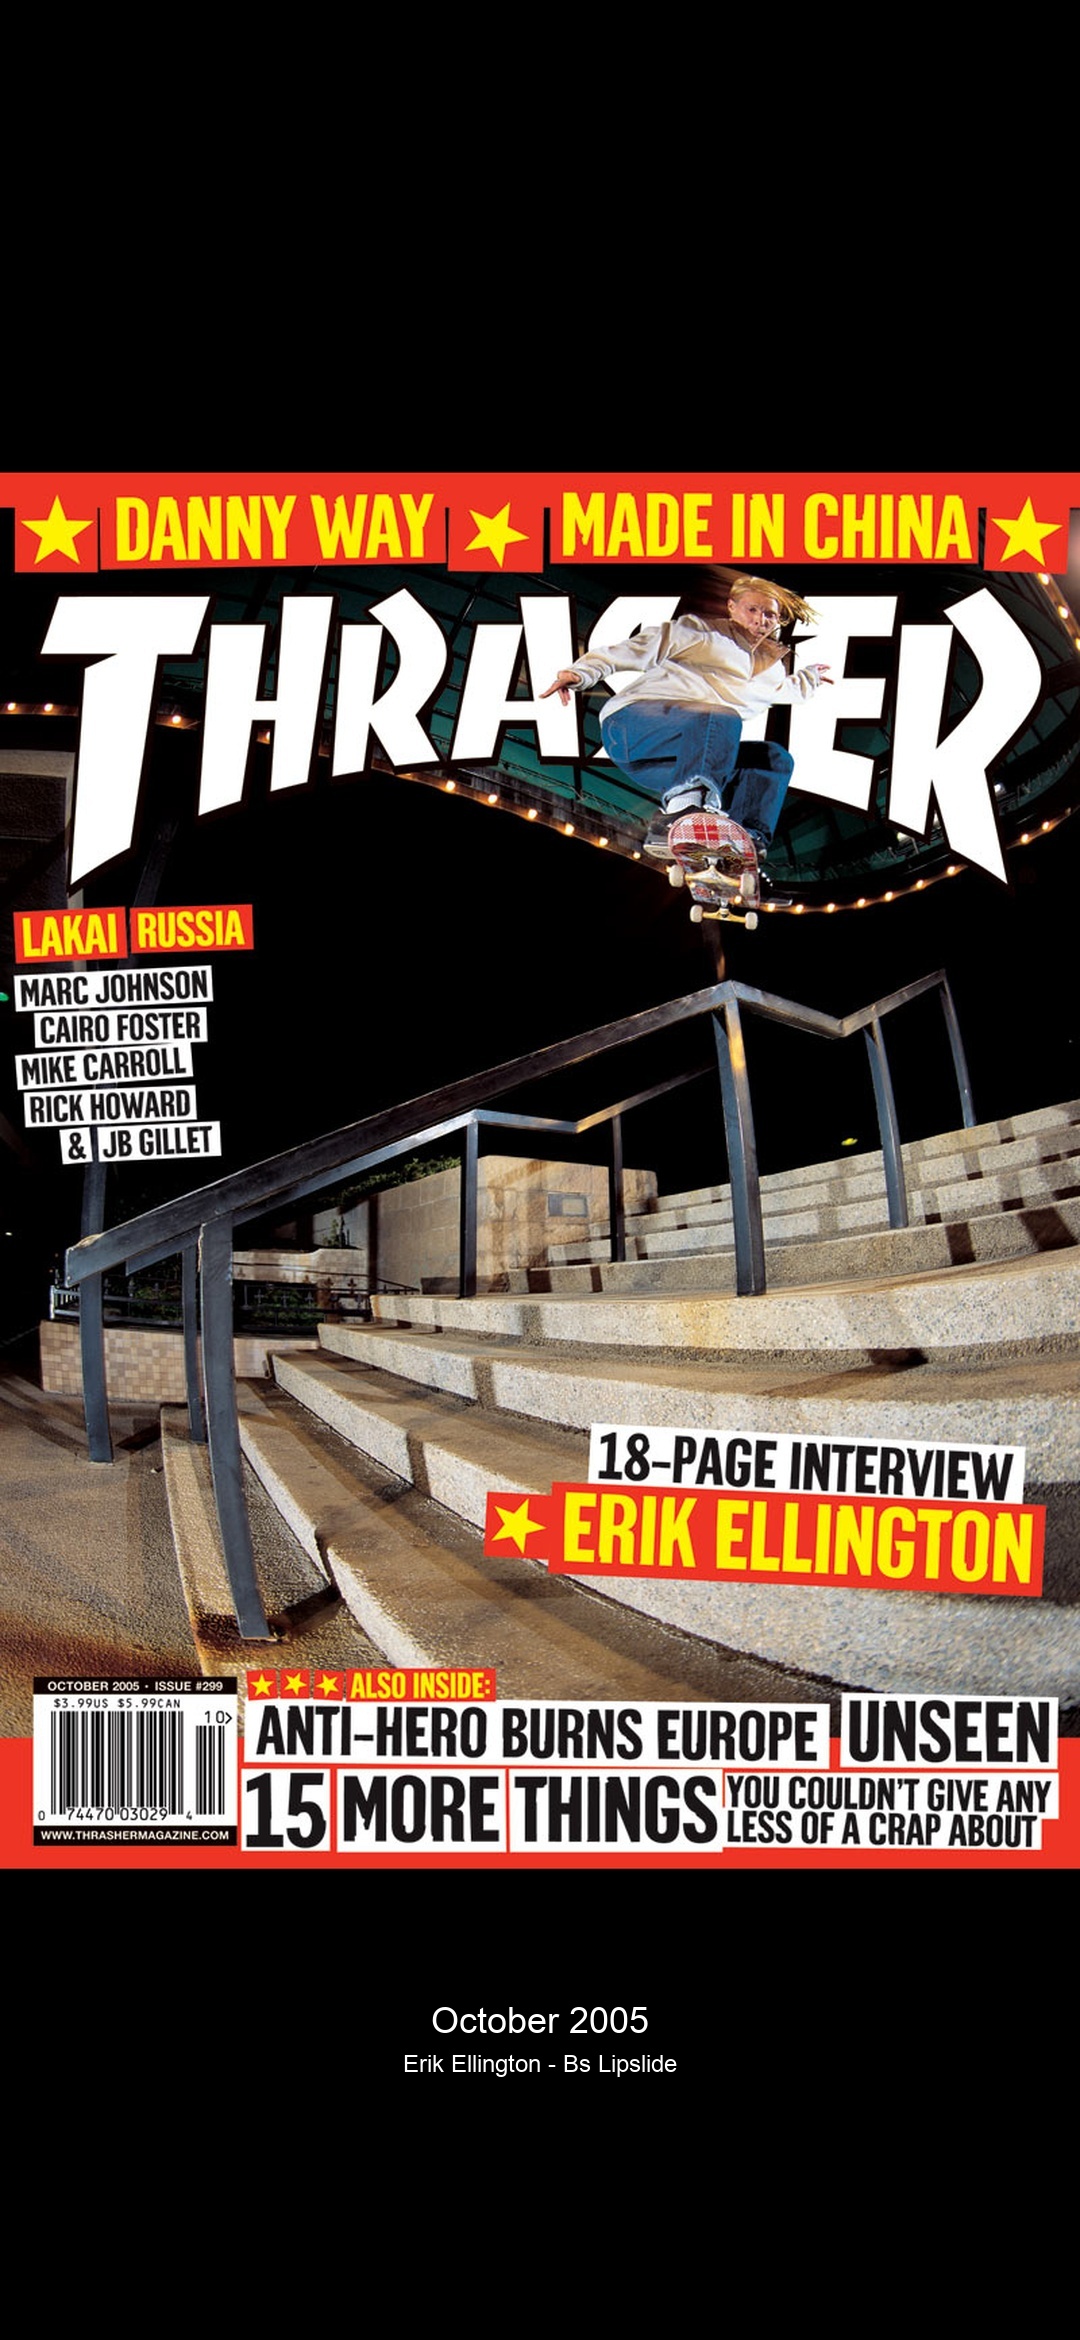 DANNY WAY MADE IN CHINA
THRASHER
LAKAI RUSSIA
MARC JOHNSON
CAIRO FOSTER
MIKE CARROLL
RICK HOWARD
& JB GILLET
18-PAGE INTERVIEW
ERIK ELLINGTON
OCTOBER 2005 · ISSUE #299
$3.99US $5.99CAN
10>
0 74470 03029 4
WWW.THRASHERMAGAZINE.COM
ALSO INSIDE:
ANTI-HERO BURNS EUROPE UNSEEN
15 MORE THINGS YOU COULDN'T GIVE ANY
LESS OF A CRAP ABOUT
October 2005
Erik Ellington - Bs Lipslide